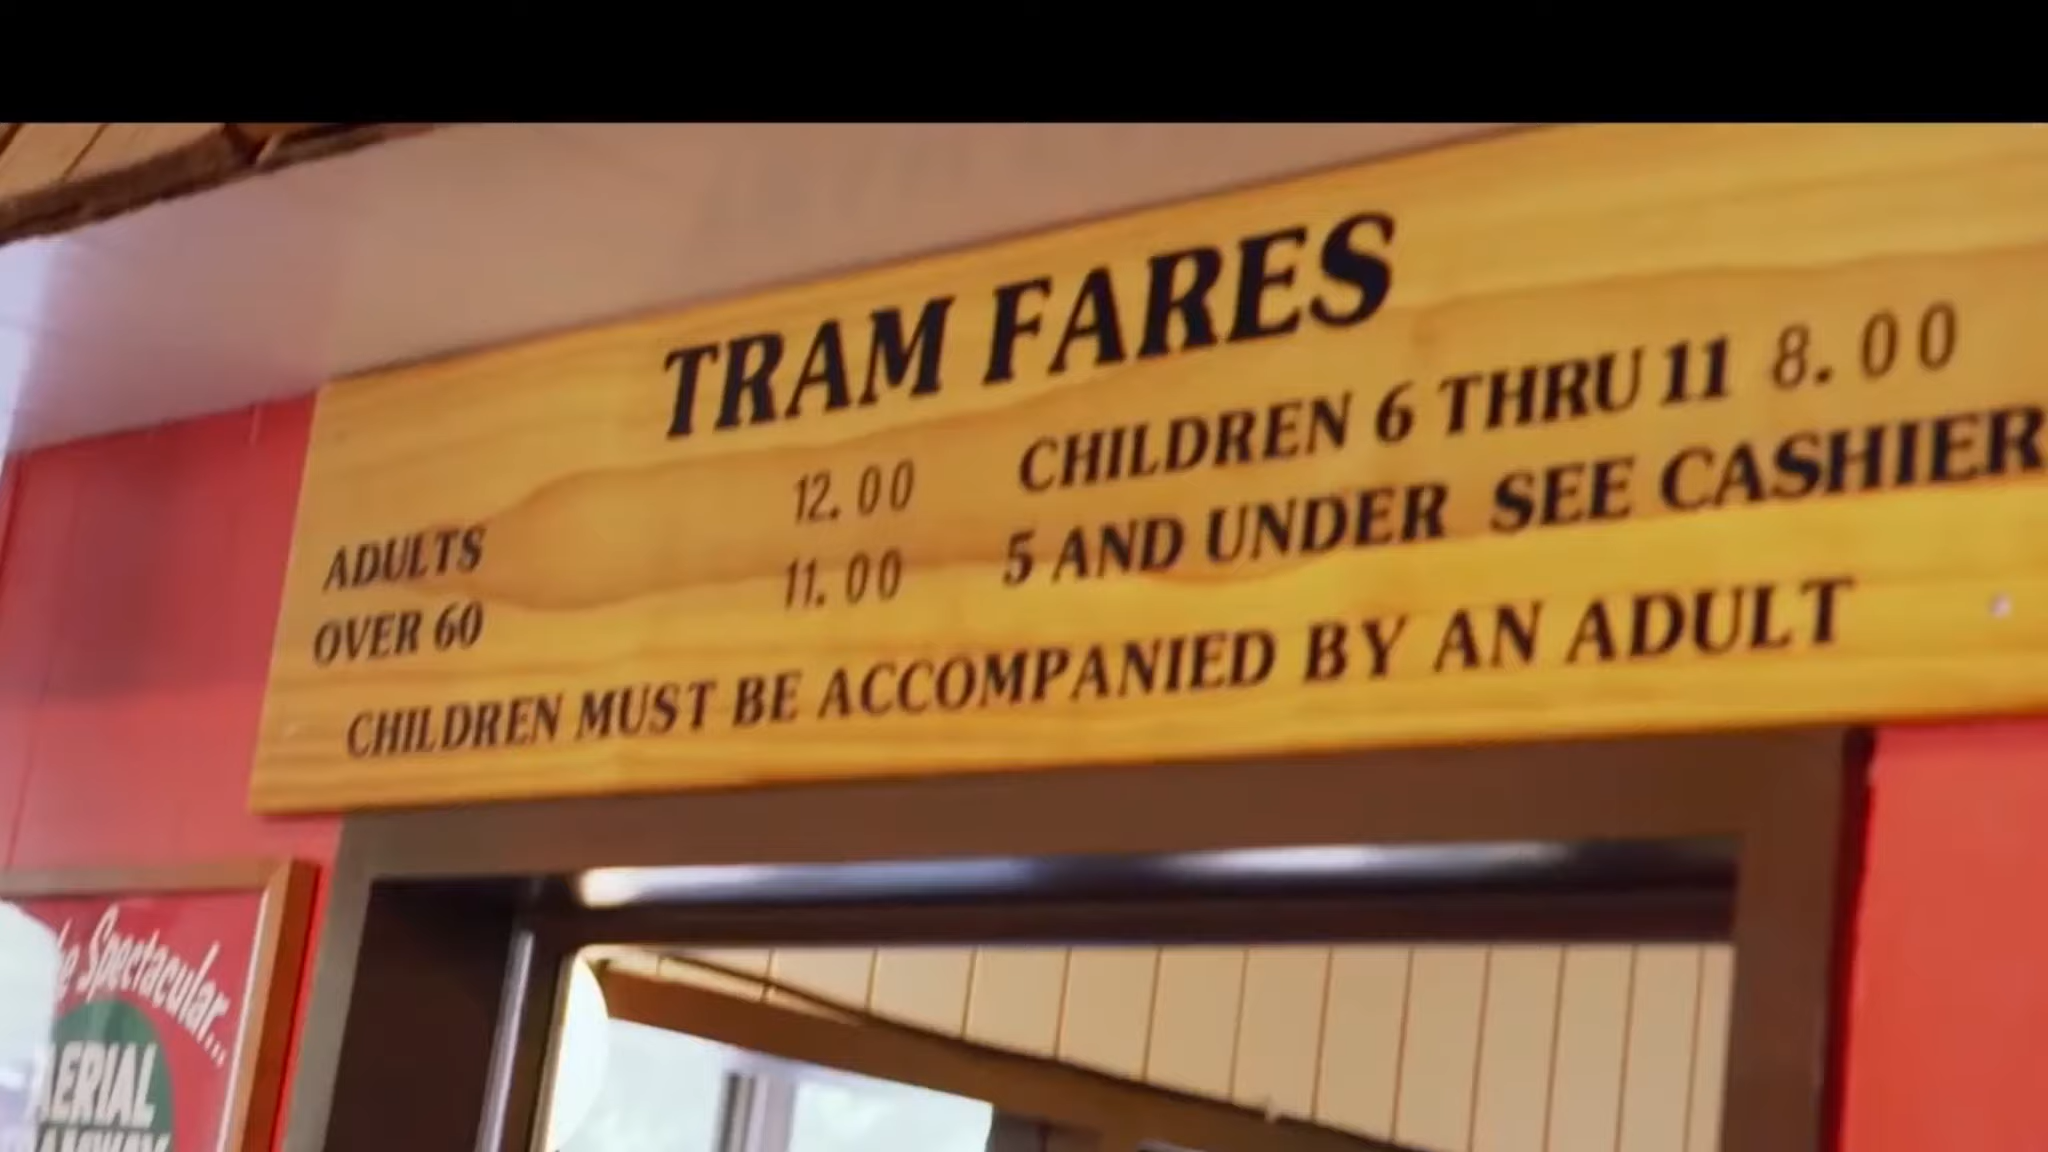 TRAM FARES
ADULTS 12.00
OVER 60 11.00
CHILDREN 6 THRU 11 8.00
5 AND UNDER SEE CASHIER
CHILDREN MUST BE ACCOMPANIED BY AN ADULT
Spectacular...
AERIAL